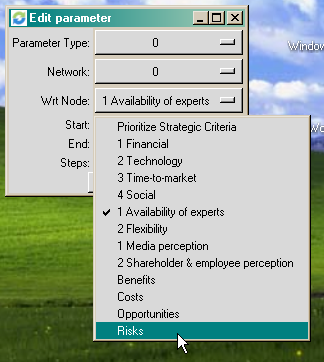 Edit parameter
Parameter Type: 0
Network: 0
Wrt Node: 1 Availability of experts
Start:
End:
Steps:
Prioritize Strategic Criteria
1 Financial
2 Technology
3 Time-to-market
4 Social
1 Availability of experts
2 Flexibility
1 Media perception
2 Shareholder & employee perception
Benefits
Costs
Opportunities
Risks
Window